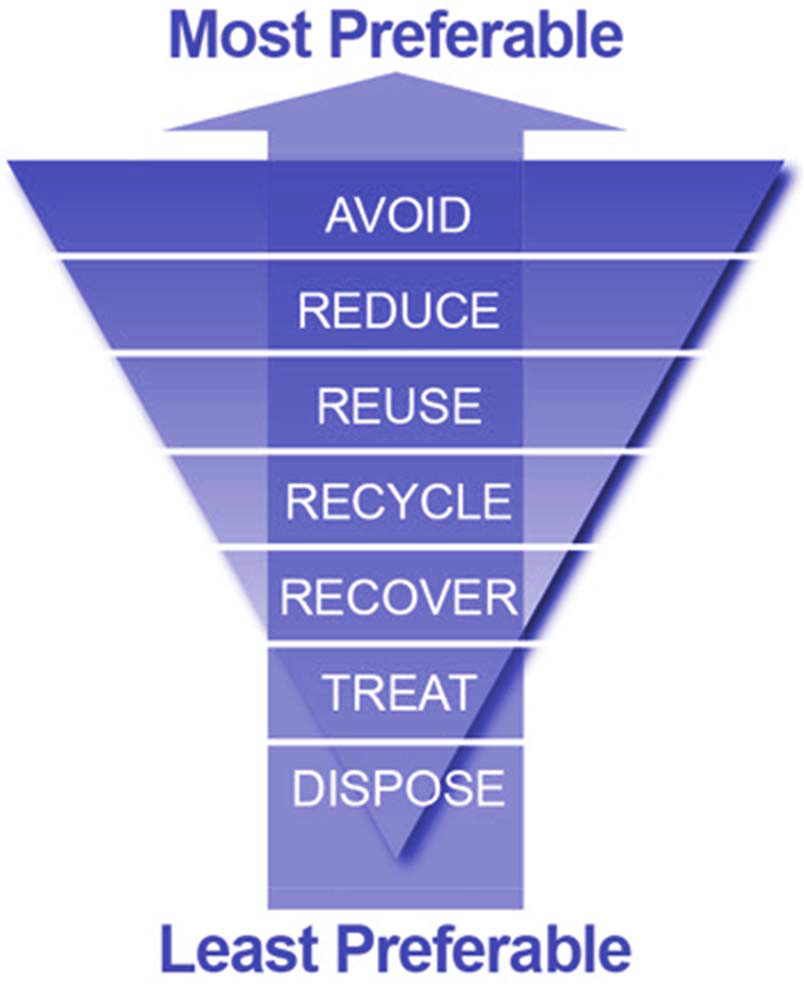 Most Preferable
AVOID
REDUCE
REUSE
RECYCLE
RECOVER
TREAT
DISPOSE
Least Preferable